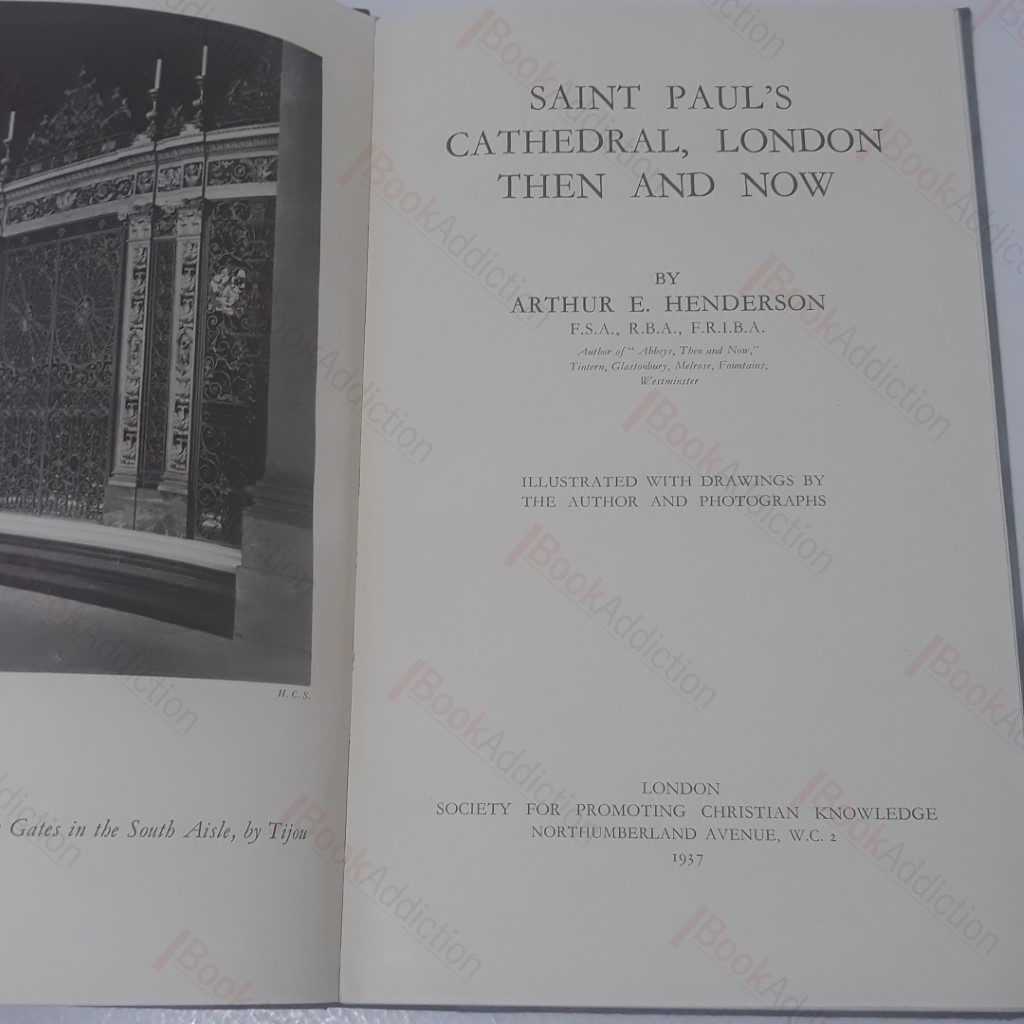 H. C. S.
Gates in the South Aisle, by Tijou
SAINT PAUL'S
CATHEDRAL, LONDON
THEN AND NOW
BY
ARTHUR E. HENDERSON
F.S.A., R.B.A., F.R.I.B.A.
Author of " Abbeys, Then and Now,"
Tintern, Glastonbury, Melrose, Fountains,
Westminster
ILLUSTRATED WITH DRAWINGS BY
THE AUTHOR AND PHOTOGRAPHS
LONDON
SOCIETY FOR PROMOTING CHRISTIAN KNOWLEDGE
NORTHUMBERLAND AVENUE, W.C. 2
1937
BookAddiction